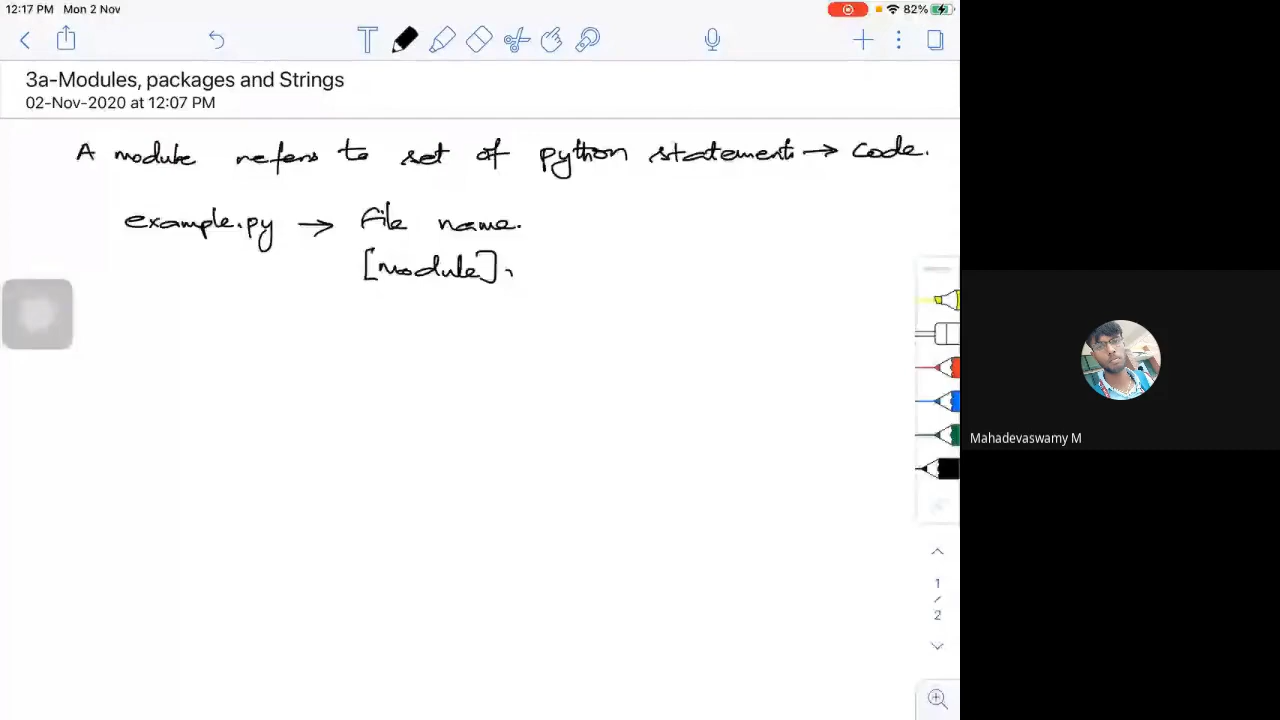 12:17 PM Mon 2 Nov 82%
3a-Modules, packages and Strings
02-Nov-2020 at 12:07 PM
A module refers to set of python statements → code.
example.py → file name.
[module].
Mahadevaswamy M
1
/
2